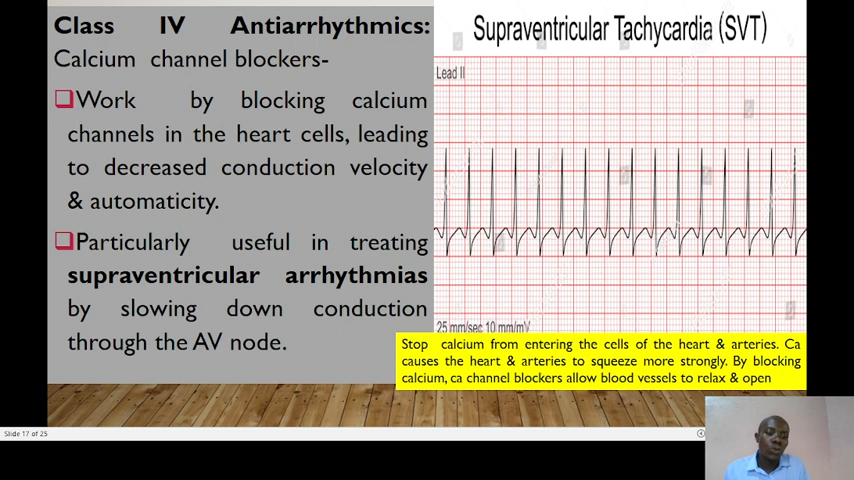 Class IV Antiarrhythmics:
Calcium channel blockers-
Work by blocking calcium
channels in the heart cells, leading
to decreased conduction velocity
& automaticity.
Particularly useful in treating
supraventricular arrhythmias
by slowing down conduction
through the AV node.
Supraventricular Tachycardia (SVT)
Lead II
25 mm/sec 10 mm/mV
Stop calcium from entering the cells of the heart & arteries. Ca
causes the heart & arteries to squeeze more strongly. By blocking
calcium, ca channel blockers allow blood vessels to relax & open
Slide 17 of 25